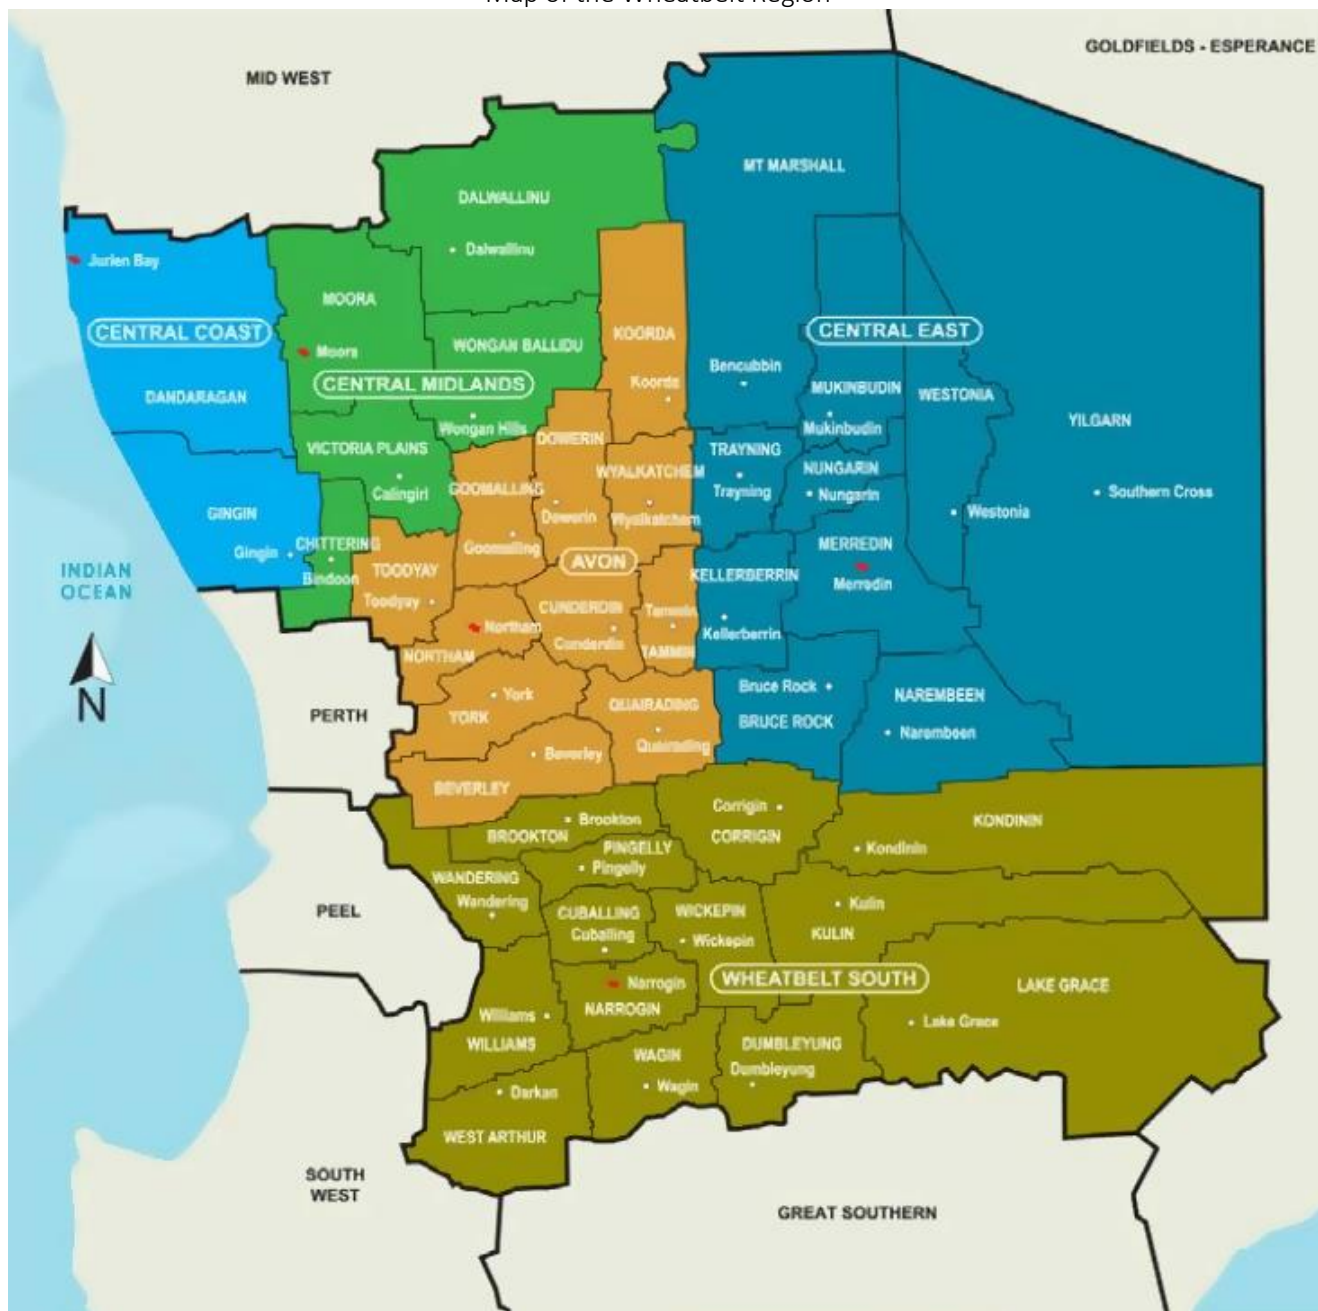 Map of the Wheatbelt Region
GOLDFIELDS - ESPERANCE
MID WEST
MT MARSHALL
DALWALLINU
Dalwallinu
Jurien Bay
MOORA
CENTRAL COAST
KOORDA
CENTRAL EAST
WONGAN BALLIDU
Moora
Bencubbin
CENTRAL MIDLANDS
Koorda
MUKINBUDIN
WESTONIA
DANDARAGAN
YILGARN
Wongan Hills
Mukinbudin
DOWERIN
VICTORIA PLAINS
TRAYNING
NUNGARIN
WYALKATCHEM
GOOMALLING
Calingiri
Trayning
Nungarin
Southern Cross
GINGIN
Dowerin
Wyalkatchem
Westonia
CHITTERING
Gingin
Goomalling
MERREDIN
AVON
INDIAN
OCEAN
TOODYAY
Bindoon
KELLERBERRIN
Merredin
Toodyay
CUNDERDIN
Tammin
Northam
Kellerberrin
Cunderdin
NORTHAM
TAMMIN
Bruce Rock
York
NAREMBEEN
N
PERTH
YORK
QUAIRADING
BRUCE ROCK
Narembeen
Quairading
Beverley
BEVERLEY
Corrigin
Brookton
KONDININ
BROOKTON
CORRIGIN
PINGELLY
Kondinin
Pingelly
WANDERING
Wandering
Kulin
PEEL
CUBALLING
WICKEPIN
Cuballing
Wickepin
KULIN
WHEATBELT SOUTH
Narrogin
LAKE GRACE
NARROGIN
Williams
Lake Grace
WILLIAMS
WAGIN
DUMBLEYUNG
Dumbleyung
Darkan
Wagin
WEST ARTHUR
SOUTH
WEST
GREAT SOUTHERN